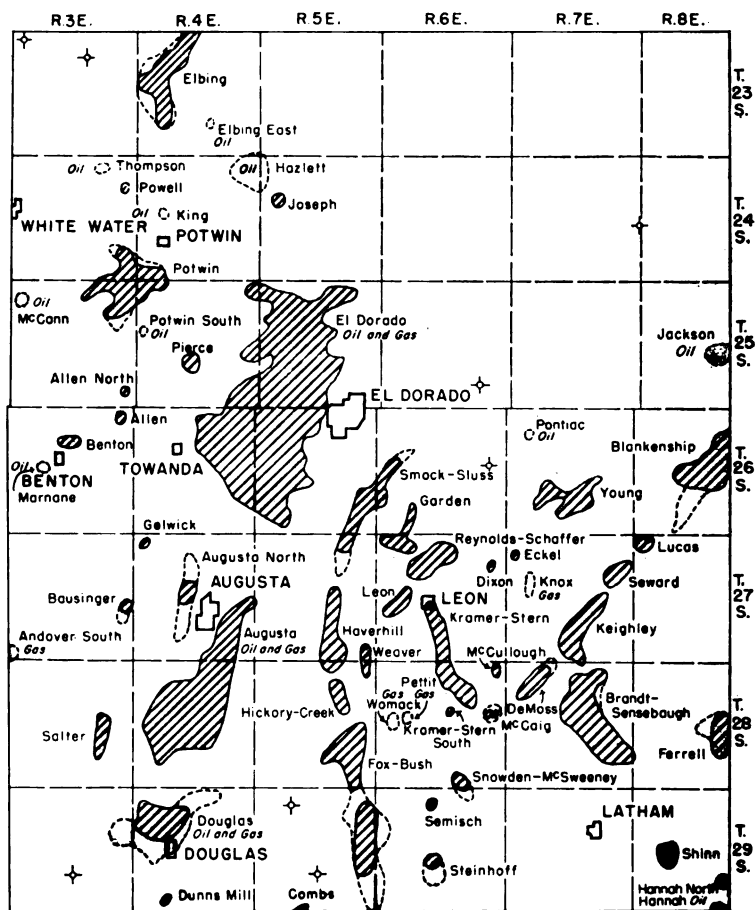 R.3E. R.4E. R.5E. R.6E. R.7E. R.8E.
T.
23
S.
Elbing
Elbing East
Oil
Oil Thompson
Oil Hazlett
Powell
Joseph
Oil King
WHITE WATER
POTWIN
T.
24
S.
Potwin
Oil
McCann
Potwin South
Oil
Pierce
El Dorado
Oil and Gas
Jackson
Oil
T.
25
S.
Allen North
EL DORADO
Allen
Benton
TOWANDA
Oil
BENTON
Marnane
Pontiac
Oil
Blankenship
T.
26
S.
Smock-Sluss
Garden
Young
Gelwick
Reynolds-Schaffer
Eckel
Lucas
Augusta North
AUGUSTA
Dixon
Knox
Gas
Seward
T.
27
S.
Bausinger
Leon
LEON
Kramer-Stern
Andover South
Gas
Augusta
Oil and Gas
Haverhill
Weaver
McCullough
Keighley
Pettit
Gas Gas
Womack
Hickory-Creek
DeMoss
McCaig
Kramer-Stern
South
Brandt-
Sensebaugh
T.
28
S.
Salter
Ferrell
Fox-Bush
Snowden-McSweeney
Douglas
Oil and Gas
DOUGLAS
Semisch
LATHAM
T.
29
S.
Steinhoff
Shinn
Dunns Mill
Combs
Hannah North
Hannah Oil